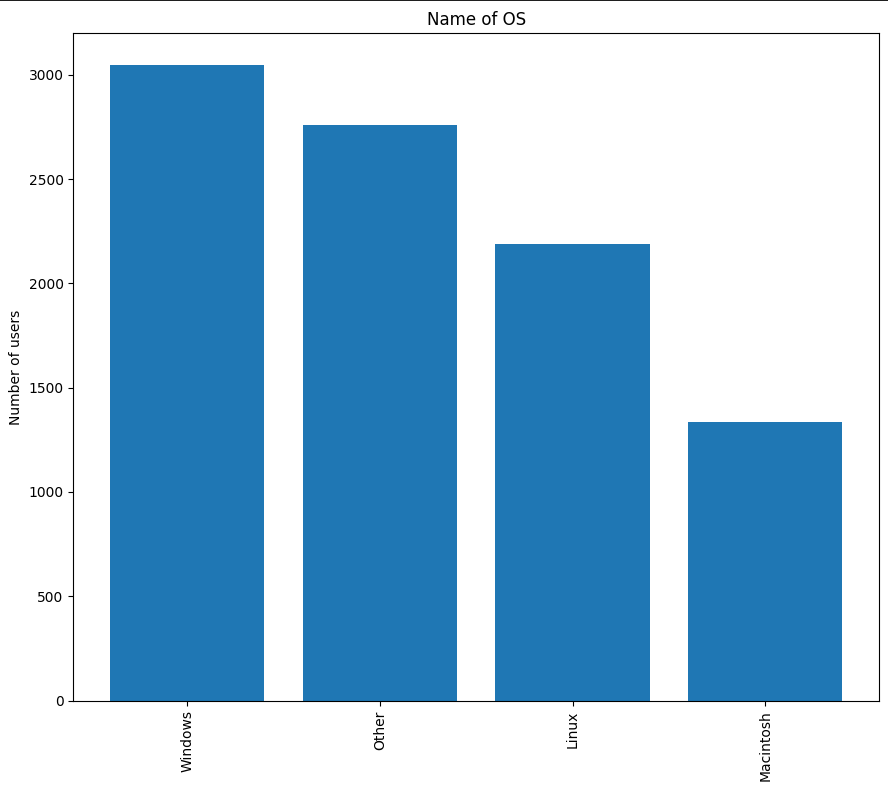 Name of OS
3000
2500
2000
1500
1000
500
0
Number of users
Windows
Other
Linux
Macintosh